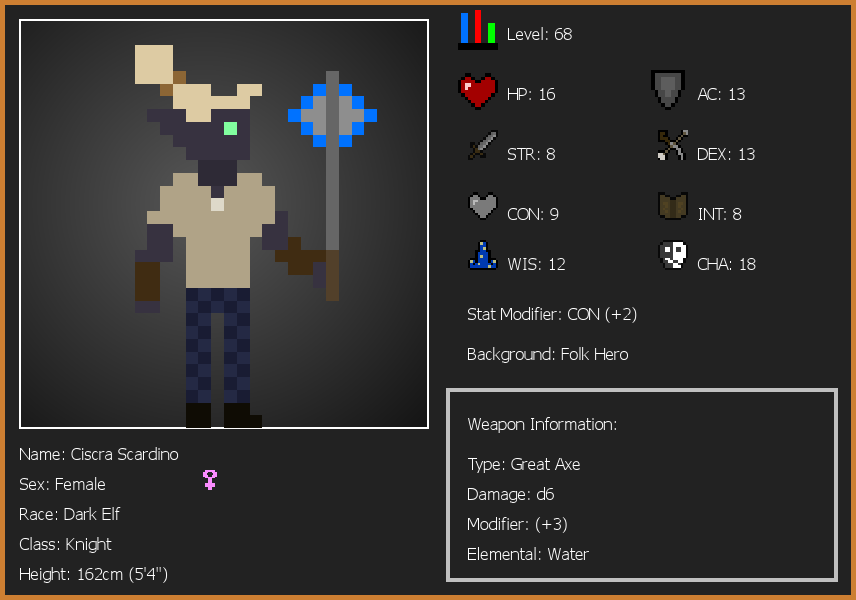 Level: 68
HP: 16
AC: 13
STR: 8
DEX: 13
CON: 9
INT: 8
WIS: 12
CHA: 18
Stat Modifier: CON (+2)
Background: Folk Hero
Weapon Information:
Type: Great Axe
Damage: d6
Modifier: (+3)
Elemental: Water
Name: Ciscra Scardino
Sex: Female
Race: Dark Elf
Class: Knight
Height: 162cm (5'4")